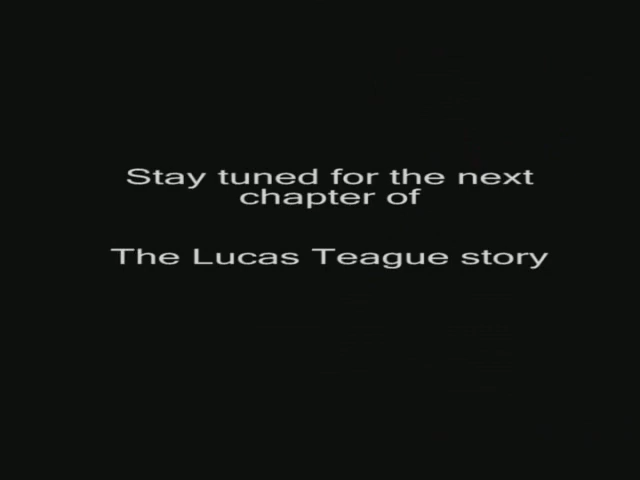 Stay tuned for the next
chapter of
The Lucas Teague story